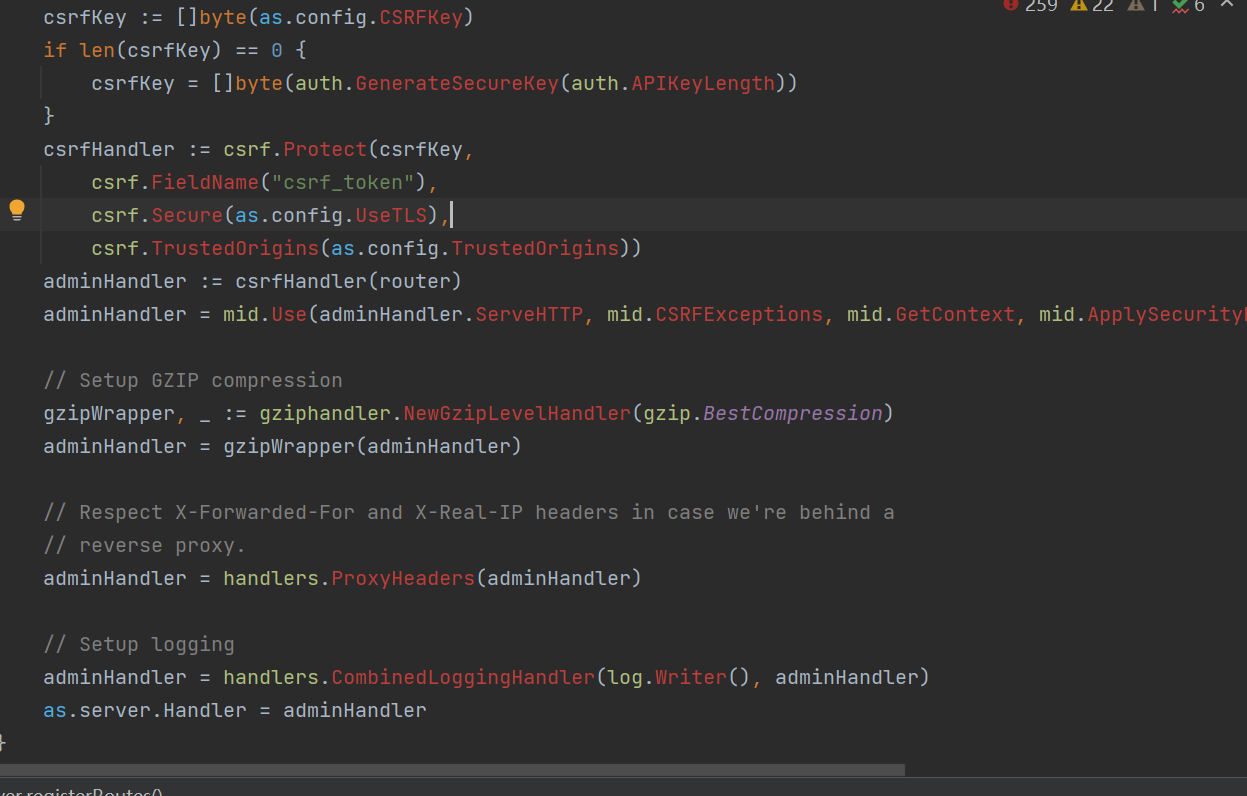 csrfKey := []byte(as.config.CSRFKey)
259 22 1 6
if len(csrfKey) == 0 {
csrfKey = []byte(auth.GenerateSecureKey(auth.APIKeyLength))
}
csrfHandler := csrf.Protect(csrfKey,
csrf.FieldName("csrf_token"),
csrf.Secure(as.config.UseTLS),
csrf.TrustedOrigins(as.config.TrustedOrigins))
adminHandler := csrfHandler(router)
adminHandler = mid.Use(adminHandler.ServeHTTP, mid.CSRFExceptions, mid.GetContext, mid.ApplySecurity
// Setup GZIP compression
gzipWrapper, _ := gziphandler.NewGzipLevelHandler(gzip.BestCompression)
adminHandler = gzipWrapper(adminHandler)
// Respect X-Forwarded-For and X-Real-IP headers in case we're behind a
// reverse proxy.
adminHandler = handlers.ProxyHeaders(adminHandler)
// Setup logging
adminHandler = handlers.CombinedLoggingHandler(log.Writer(), adminHandler)
as.server.Handler = adminHandler
}
ver.registerRoutes()